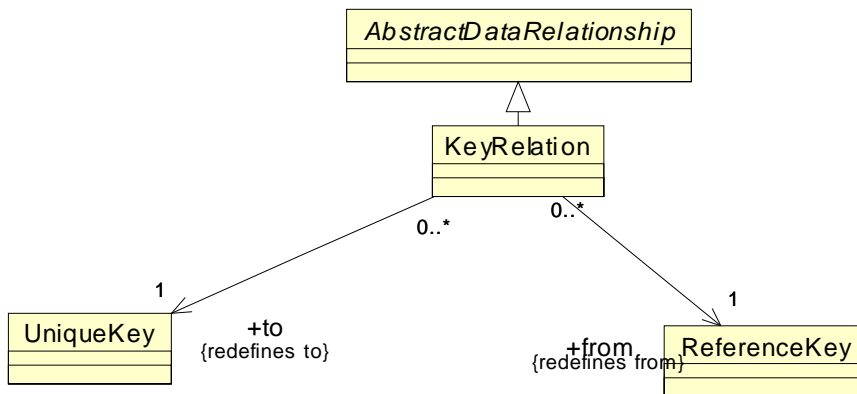 AbstractDataRelationship
KeyRelation
0..*
0..*
1
1
UniqueKey
+to
{redefines to}
+from
{redefines from}
ReferenceKey